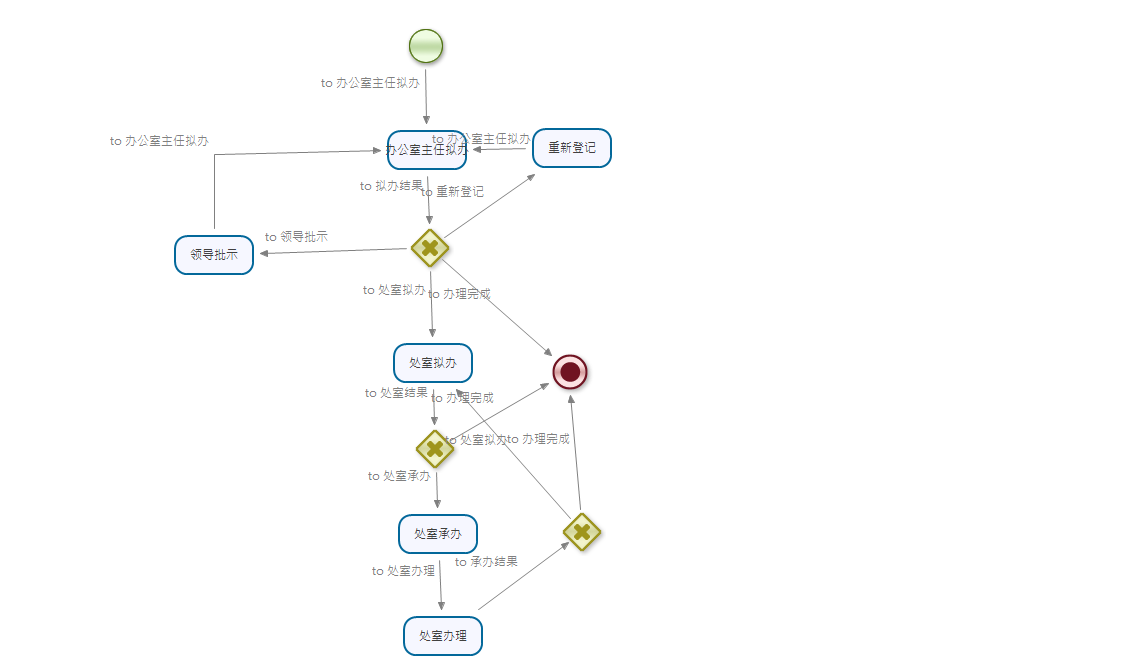 to 办公室主任拟办
to 办公室主任拟办
to 办公室主任拟办
办公室主任拟办
重新登记
to 拟办结果
to 重新登记
to 领导批示
领导批示
to 处室拟办
to 办理完成
处室拟办
to 处室结果
to 办理完成
to 处室拟办
to 办理完成
to 处室承办
处室承办
to 承办结果
to 处室办理
处室办理